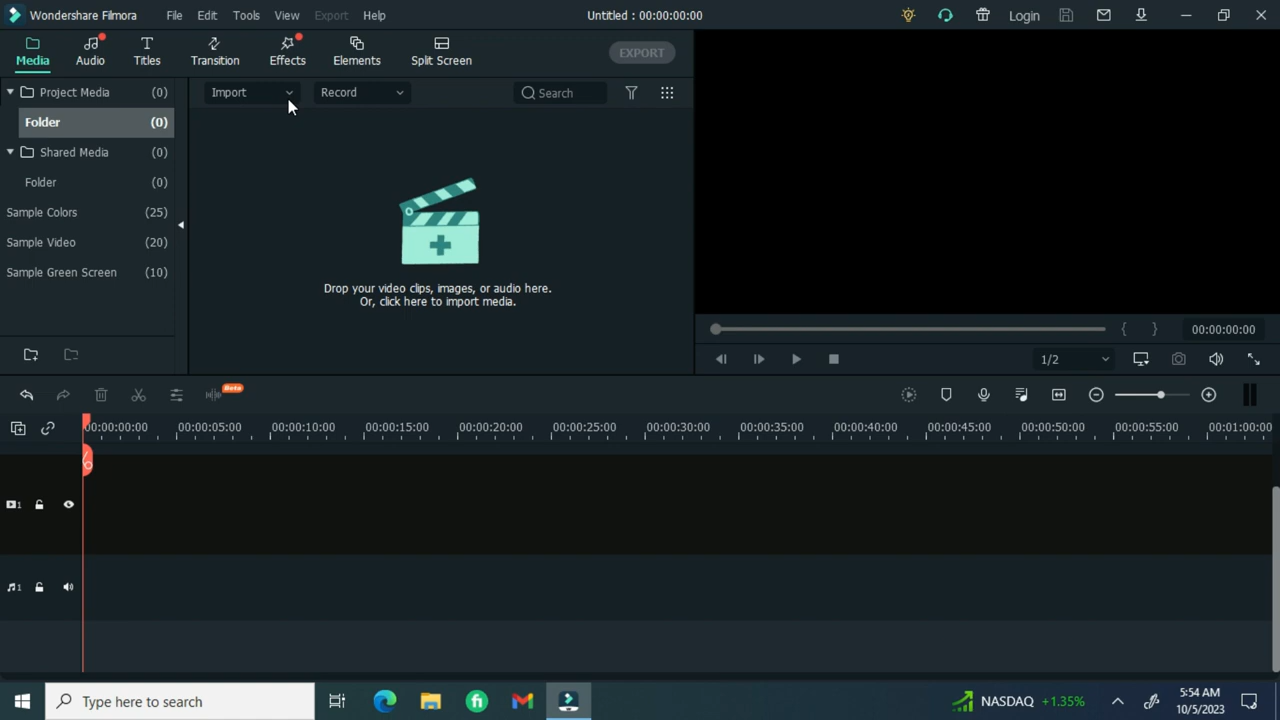 Wondershare Filmora File Edit Tools View Export Help Untitled : 00:00:00:00 Login
Media Audio Titles Transition Effects Elements Split Screen EXPORT
Project Media (0)
Import Record Search
Folder (0)
Shared Media (0)
Folder (0)
Sample Colors (25)
Sample Video (20)
Sample Green Screen (10)
Drop your video clips, images, or audio here.
Or, click here to import media.
{ } 00:00:00:00
1/2
Beta
00:00:00:00 00:00:05:00 00:00:10:00 00:00:15:00 00:00:20:00 00:00:25:00 00:00:30:00 00:00:35:00 00:00:40:00 00:00:45:00 00:00:50:00 00:00:55:00 00:01:00:00
1
1
Type here to search
NASDAQ +1.35%
5:54 AM
10/5/2023